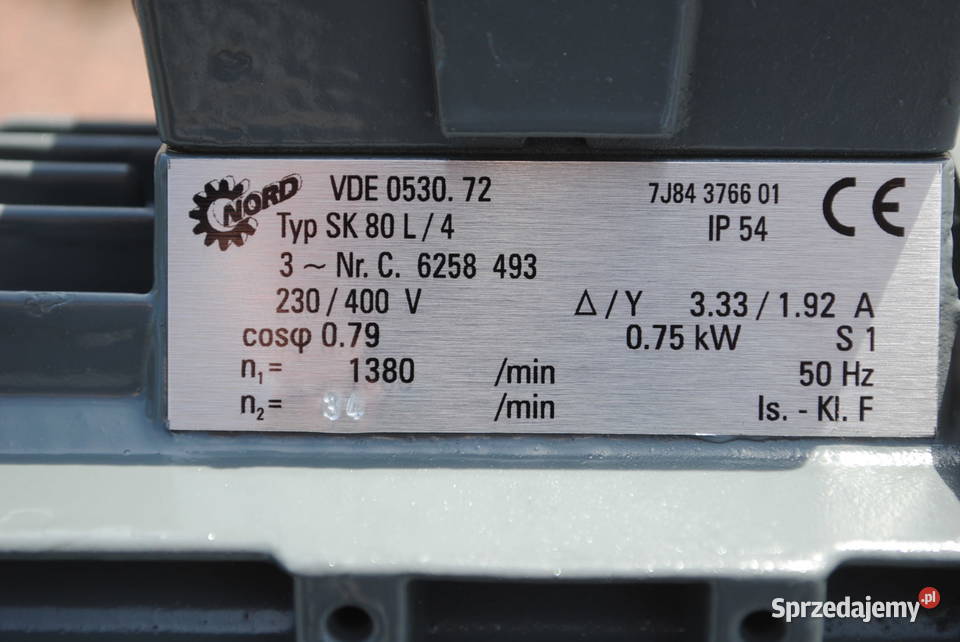 NORD
VDE 0530. 72
7J84 3766 01
CE
Typ SK 80 L / 4
IP 54
3 ~ Nr. C. 6258 493
230 / 400 V Δ / Y 3.33 / 1.92 A
cosφ 0.79 0.75 kW S 1
n₁= 1380 /min 50 Hz
n₂= 34 /min Is. - Kl. F
Sprzedajemy.pl